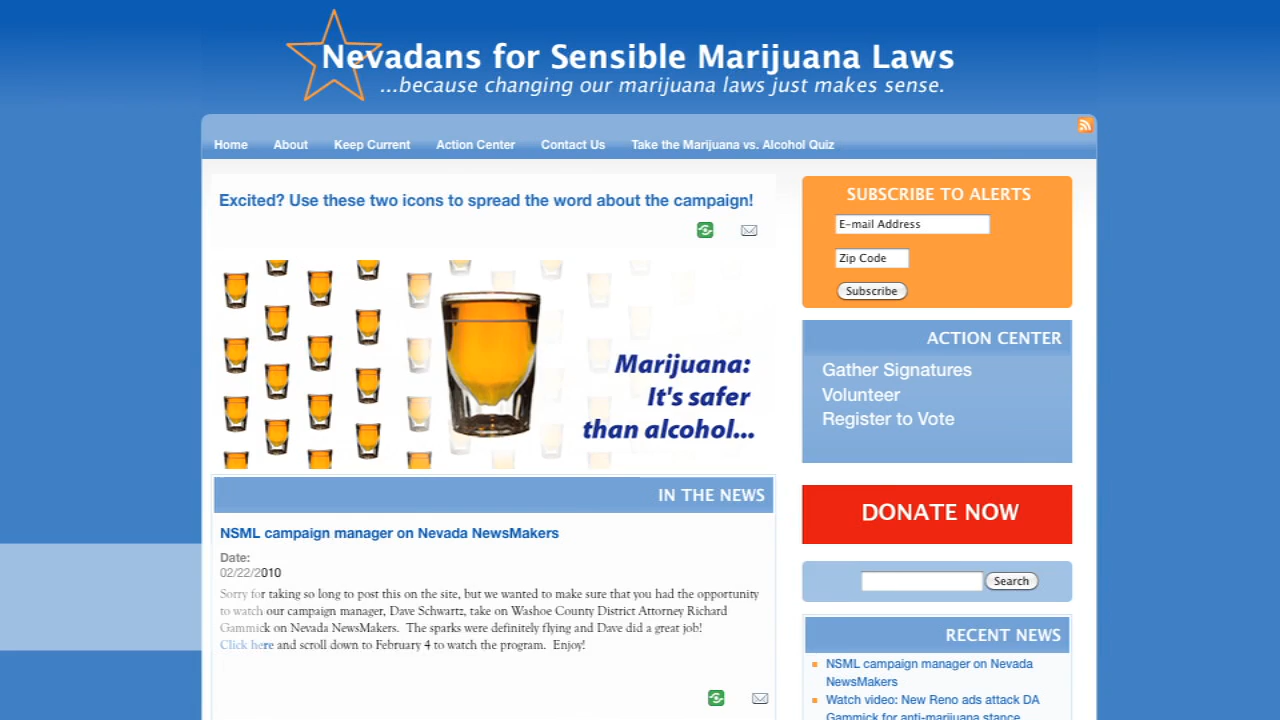 Nevadans for Sensible Marijuana Laws
...because changing our marijuana laws just makes sense.
Home About Keep Current Action Center Contact Us Take the Marijuana vs. Alcohol Quiz
Excited? Use these two icons to spread the word about the campaign!
Marijuana:
It's safer
than alcohol...
IN THE NEWS
NSML campaign manager on Nevada NewsMakers
Date:
02/22/2010
Sorry for taking so long to post this on the site, but we wanted to make sure that you had the opportunity
to watch our campaign manager, Dave Schwartz, take on Washoe County District Attorney Richard
Gammick on Nevada NewsMakers. The sparks were definitely flying and Dave did a great job!
Click here and scroll down to February 4 to watch the program. Enjoy!
SUBSCRIBE TO ALERTS
E-mail Address
Zip Code
Subscribe
ACTION CENTER
Gather Signatures
Volunteer
Register to Vote
DONATE NOW
Search
RECENT NEWS
NSML campaign manager on Nevada
NewsMakers
Watch video: New Reno ads attack DA
Gammick for anti-marijuana stance